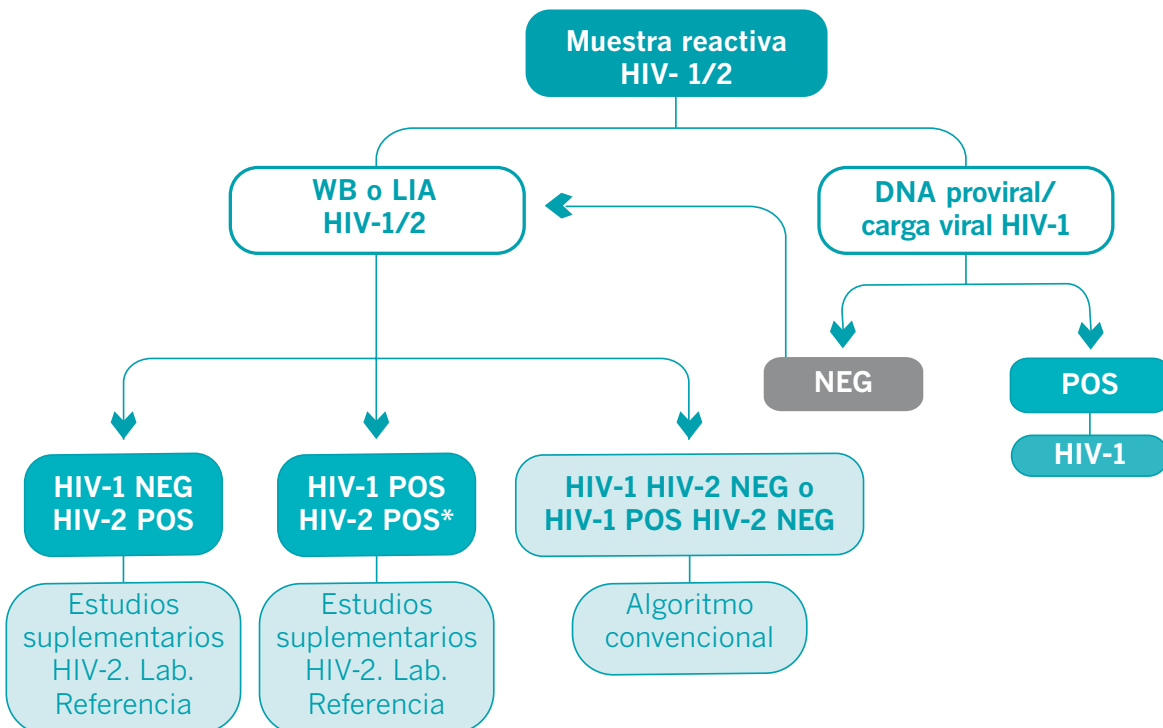 Muestra reactiva
HIV- 1/2
WB o LIA
HIV-1/2
DNA proviral/
carga viral HIV-1
NEG
POS
HIV-1
HIV-1 NEG
HIV-2 POS
HIV-1 POS
HIV-2 POS*
HIV-1 HIV-2 NEG o
HIV-1 POS HIV-2 NEG
Estudios
suplementarios
HIV-2. Lab.
Referencia
Estudios
suplementarios
HIV-2. Lab.
Referencia
Algoritmo
convencional